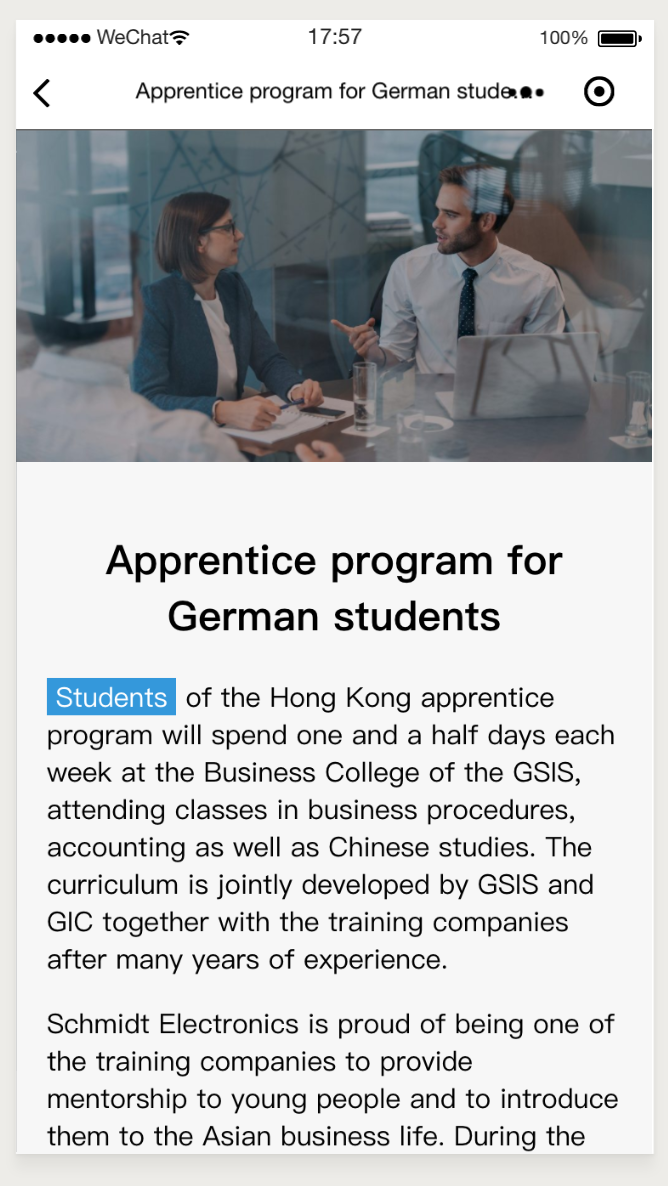 WeChat
17:57
100%
Apprentice program for German stude...
Apprentice program for
German students
Students of the Hong Kong apprentice
program will spend one and a half days each
week at the Business College of the GSIS,
attending classes in business procedures,
accounting as well as Chinese studies. The
curriculum is jointly developed by GSIS and
GIC together with the training companies
after many years of experience.
Schmidt Electronics is proud of being one of
the training companies to provide
mentorship to young people and to introduce
them to the Asian business life. During the